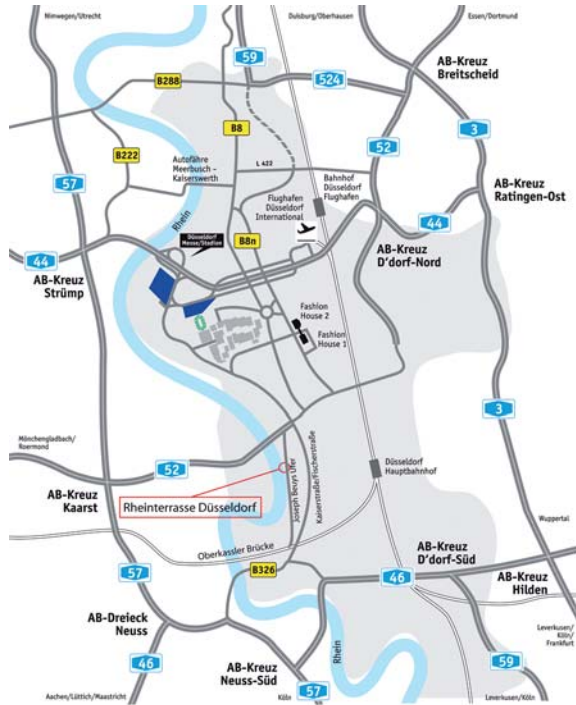 Nimwegen/Utrecht
Duisburg/Oberhausen
Essen/Dortmund
59
AB-Kreuz
Breitscheid
524
B288
3
B8
52
B222
L 422
57
Autofähre
Meerbusch -
Kaiserswerth
Bahnhof
Düsseldorf
Flughafen
AB-Kreuz
Ratingen-Ost
Flughafen
Düsseldorf
International
Rhein
44
Düsseldorf
Messe/Stadion
B8n
AB-Kreuz
D'dorf-Nord
44
AB-Kreuz
Strümp
Fashion
House 2
Fashion
House 1
3
Mönchengladbach/
Roermond
52
Düsseldorf
Hauptbahnhof
Joseph Beuys Ufer
Kaiserstraße/Fischerstraße
AB-Kreuz
Kaarst
Rheinterrasse Düsseldorf
Wuppertal
Oberkassler Brücke
AB-Kreuz
D'dorf-Süd
57
B326
46
AB-Kreuz
Hilden
AB-Dreieck
Neuss
Leverkusen/
Köln/
Frankfurt
46
Rhein
59
AB-Kreuz
Neuss-Süd
57
Aachen/Lüttich/Maastricht
Köln
Leverkusen/Köln